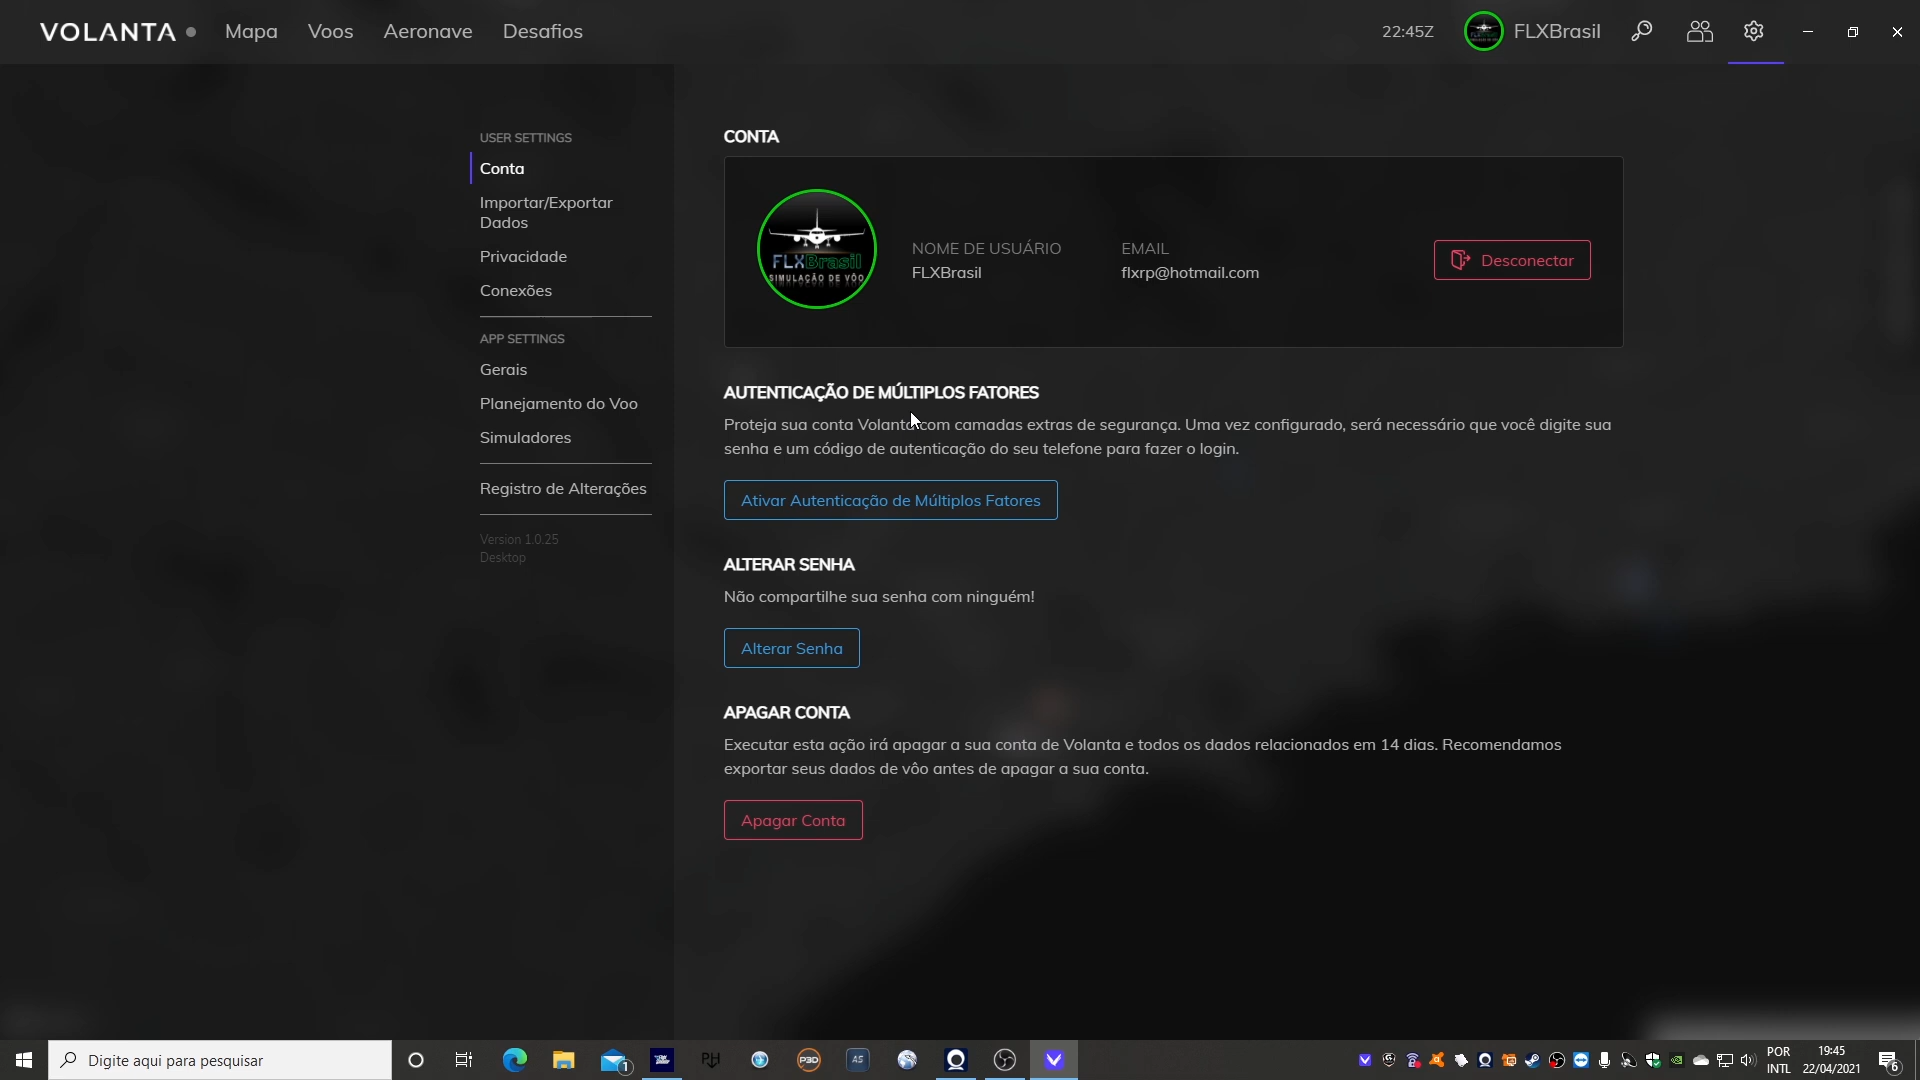 VOLANTA
Mapa
Voos
Aeronave
Desafios
22:45Z
FLXBrasil
USER SETTINGS
Conta
Importar/Exportar
Dados
Privacidade
Conexões
APP SETTINGS
Gerais
Planejamento do Voo
Simuladores
Registro de Alterações
Version 1.0.25
Desktop
CONTA
FLXBrasil
SIMULAÇÃO DE VÔO
NOME DE USUÁRIO
FLXBrasil
EMAIL
flxrp@hotmail.com
Desconectar
AUTENTICAÇÃO DE MÚLTIPLOS FATORES
Proteja sua conta Volanta com camadas extras de segurança. Uma vez configurado, será necessário que você digite sua
senha e um código de autenticação do seu telefone para fazer o login.
Ativar Autenticação de Múltiplos Fatores
ALTERAR SENHA
Não compartilhe sua senha com ninguém!
Alterar Senha
APAGAR CONTA
Executar esta ação irá apagar a sua conta de Volanta e todos os dados relacionados em 14 dias. Recomendamos
exportar seus dados de vôo antes de apagar a sua conta.
Apagar Conta
Digite aqui para pesquisar
1
P3D
AS
POR
INTL
19:45
22/04/2021
6